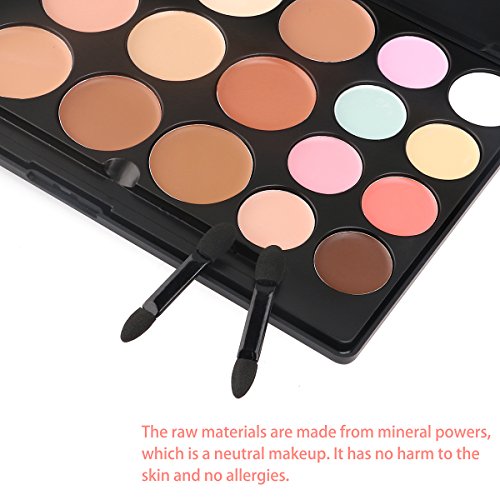 The raw materials are made from mineral powers,
which is a neutral makeup. It has no harm to the
skin and no allergies.